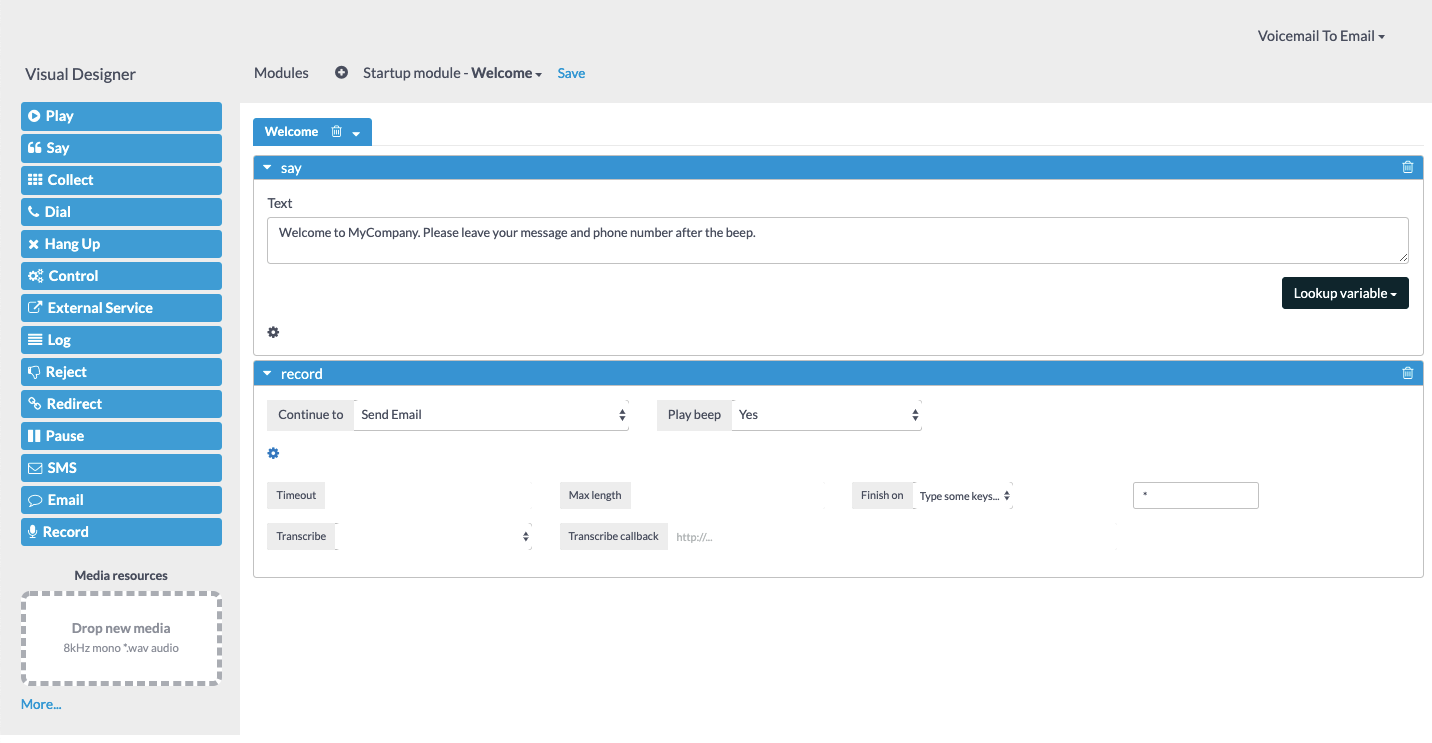 Voicemail To Email
Visual Designer
Modules Startup module - Welcome Save
Play
Say
Collect
Dial
Hang Up
Control
External Service
Log
Reject
Redirect
Pause
SMS
Email
Record
Media resources
Drop new media
8kHz mono *.wav audio
More...
Welcome
say
Text
Welcome to MyCompany. Please leave your message and phone number after the beep.
Lookup variable
record
Continue to Send Email Play beep Yes
Timeout Max length Finish on Type some keys... *
Transcribe Transcribe callback http://...